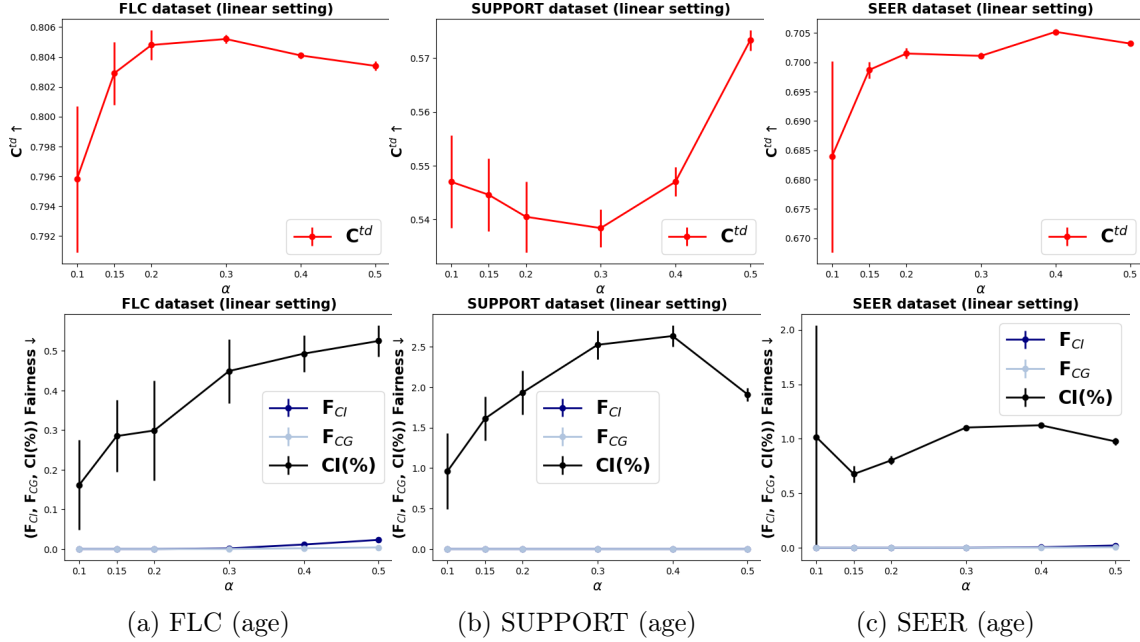 FLC dataset (linear setting)
0.806
0.804
0.802
0.800
0.798
0.796
0.794
0.792
C^td ↑
C^td
0.1 0.15 0.2 0.3 0.4 0.5
α
SUPPORT dataset (linear setting)
0.57
0.56
0.55
0.54
C^td ↑
C^td
0.1 0.15 0.2 0.3 0.4 0.5
α
SEER dataset (linear setting)
0.705
0.700
0.695
0.690
0.685
0.680
0.675
0.670
C^td ↑
C^td
0.1 0.15 0.2 0.3 0.4 0.5
α
FLC dataset (linear setting)
0.5
0.4
0.3
0.2
0.1
0.0
(F_CI, F_CG, CI(%)) Fairness ↓
F_CI
F_CG
CI(%)
0.1 0.15 0.2 0.3 0.4 0.5
α
SUPPORT dataset (linear setting)
2.5
2.0
1.5
1.0
0.5
0.0
(F_CI, F_CG, CI(%)) Fairness ↓
F_CI
F_CG
CI(%)
0.1 0.15 0.2 0.3 0.4 0.5
α
SEER dataset (linear setting)
2.0
1.5
1.0
0.5
0.0
(F_CI, F_CG, CI(%)) Fairness ↓
F_CI
F_CG
CI(%)
0.1 0.15 0.2 0.3 0.4 0.5
α
(a) FLC (age)
(b) SUPPORT (age)
(c) SEER (age)